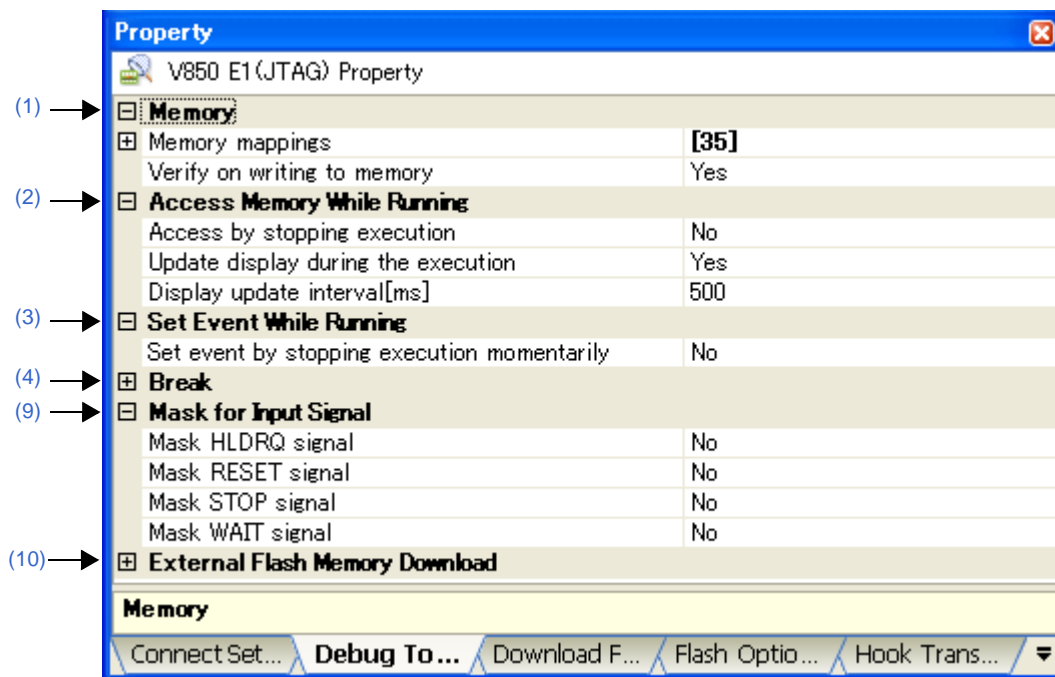 Property
V850 E1(JTAG) Property
(1) Memory
Memory mappings [35]
Verify on writing to memory Yes
(2) Access Memory While Running
Access by stopping execution No
Update display during the execution Yes
Display update interval[ms] 500
(3) Set Event While Running
Set event by stopping execution momentarily No
(4) Break
(9) Mask for Input Signal
Mask HLDRQ signal No
Mask RESET signal No
Mask STOP signal No
Mask WAIT signal No
(10) External Flash Memory Download
Memory
Connect Set... Debug To... Download F... Flash Optio... Hook Trans...